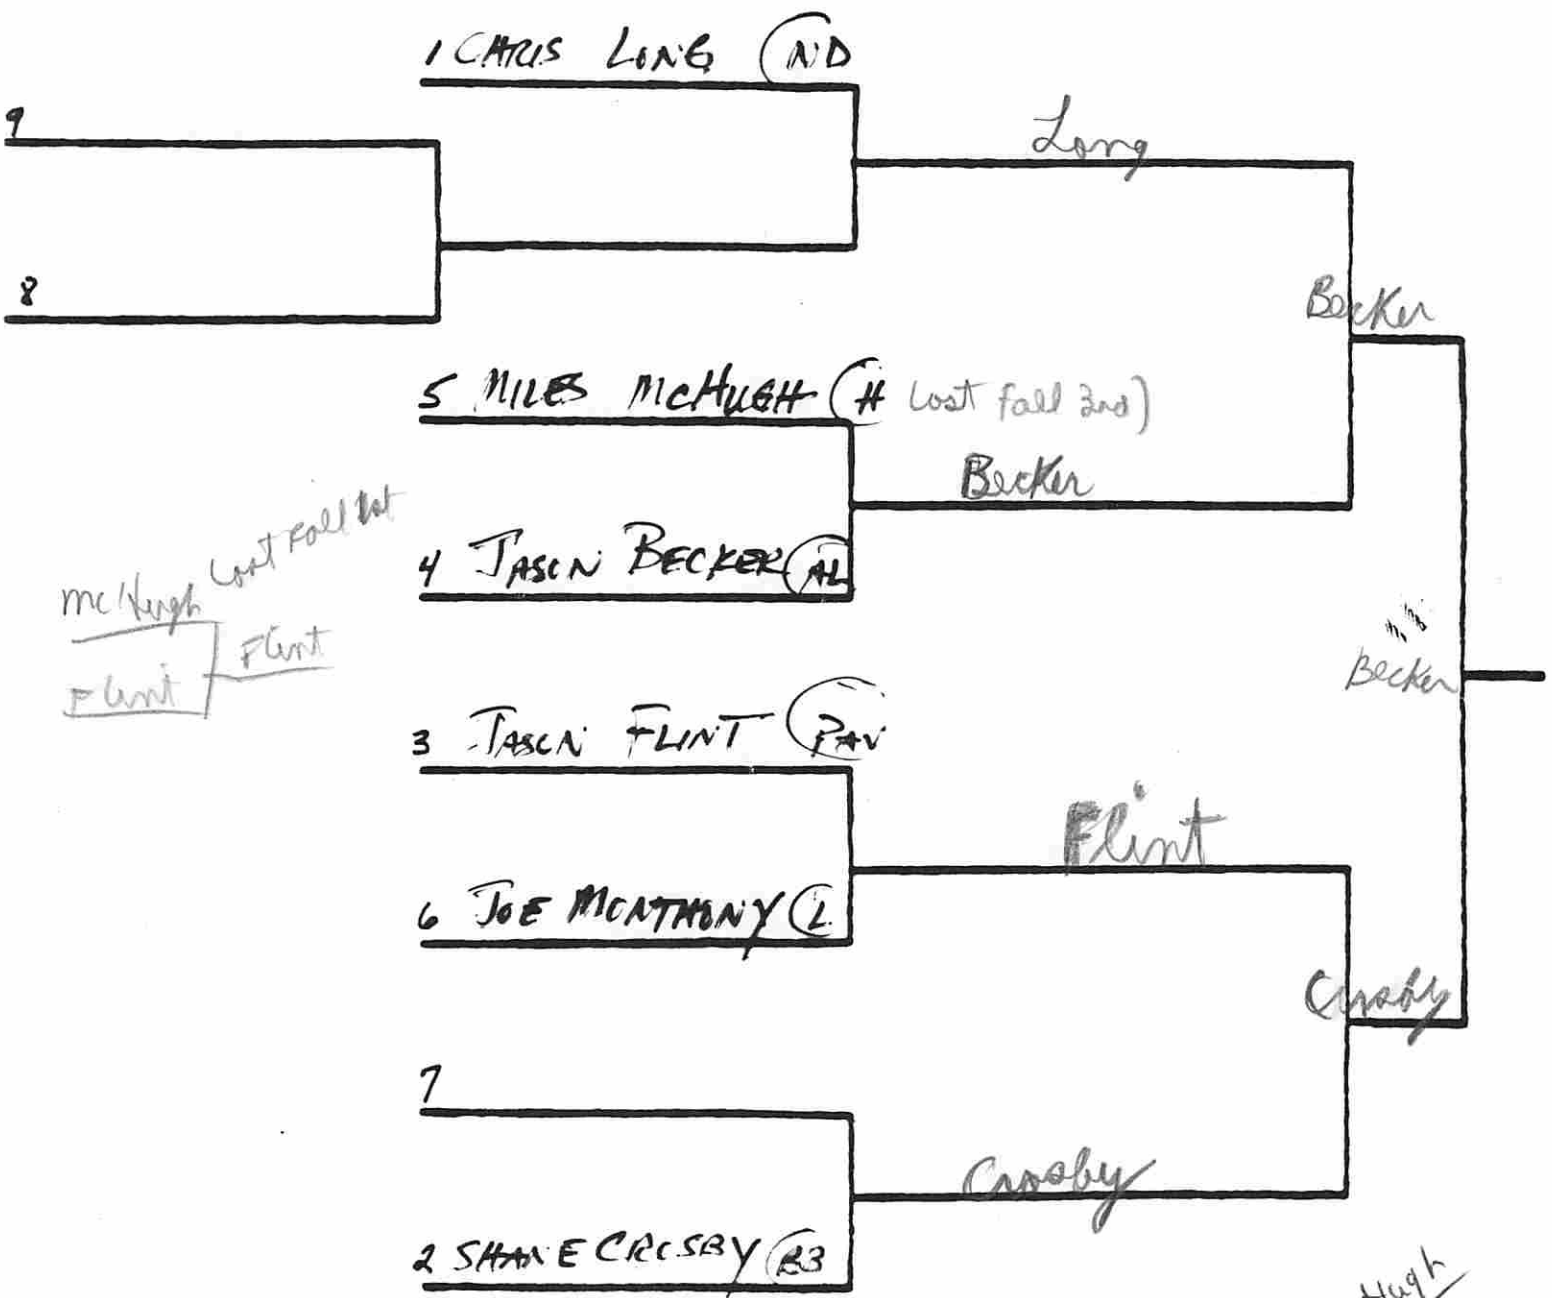 1 CHRIS LONG ND
9
Long
8
Becker
5 MILES MCHUGH H Lost Fall 2nd)
Becker
4 JASON BECKER AL
McHugh Lost Fall 1st
Flint
Flint
Becker
3 JASON FLINT PAV
Flint
6 JOE MONTHONY L
Crosby
7
Crosby
2 SHANE CROSBY
Hugh